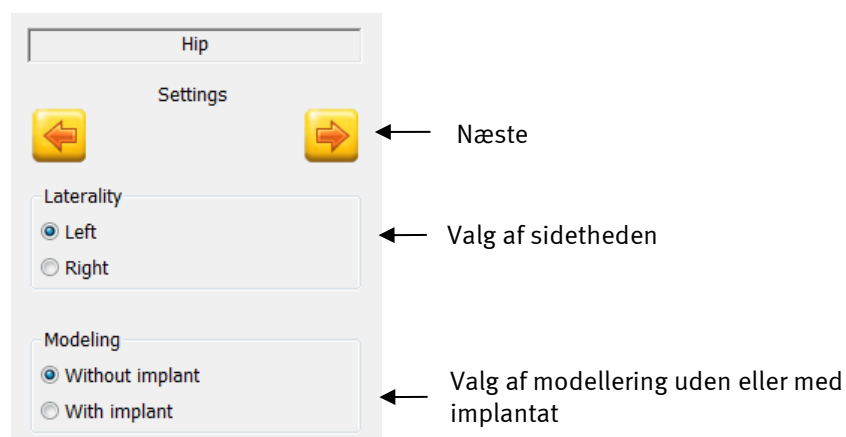 Hip
Settings
Næste
Laterality
Left
Valg af sidetheden
Right
Modeling
Without implant
Valg af modellering uden eller med
implantat
With implant